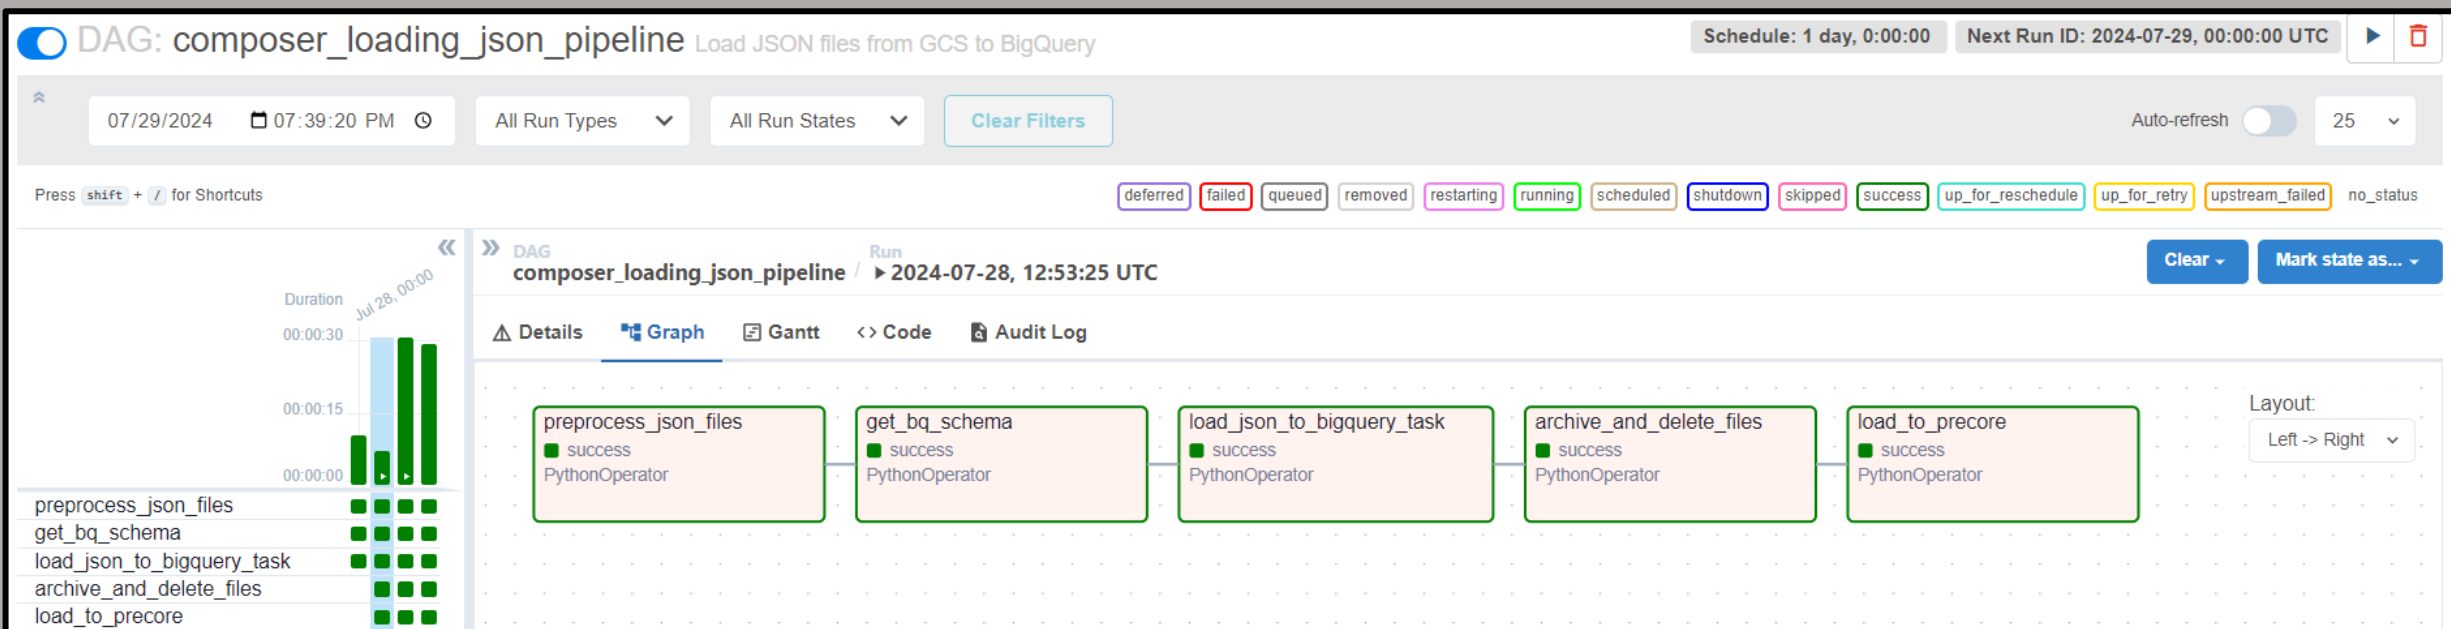 DAG: composer_loading_json_pipeline Load JSON files from GCS to BigQuery
Schedule: 1 day, 0:00:00 Next Run ID: 2024-07-29, 00:00:00 UTC
07/29/2024 07:39:20 PM All Run Types All Run States Clear Filters Auto-refresh 25
Press shift + / for Shortcuts
deferred failed queued removed restarting running scheduled shutdown skipped success up_for_reschedule up_for_retry upstream_failed no_status
Duration
Jul 28, 00:00
00:00:30
00:00:15
00:00:00
preprocess_json_files
get_bq_schema
load_json_to_bigquery_task
archive_and_delete_files
load_to_precore
DAG
composer_loading_json_pipeline /
Run
2024-07-28, 12:53:25 UTC
Clear Mark state as...
Details Graph Gantt Code Audit Log
preprocess_json_files
success
PythonOperator
get_bq_schema
success
PythonOperator
load_json_to_bigquery_task
success
PythonOperator
archive_and_delete_files
success
PythonOperator
load_to_precore
success
PythonOperator
Layout:
Left -> Right